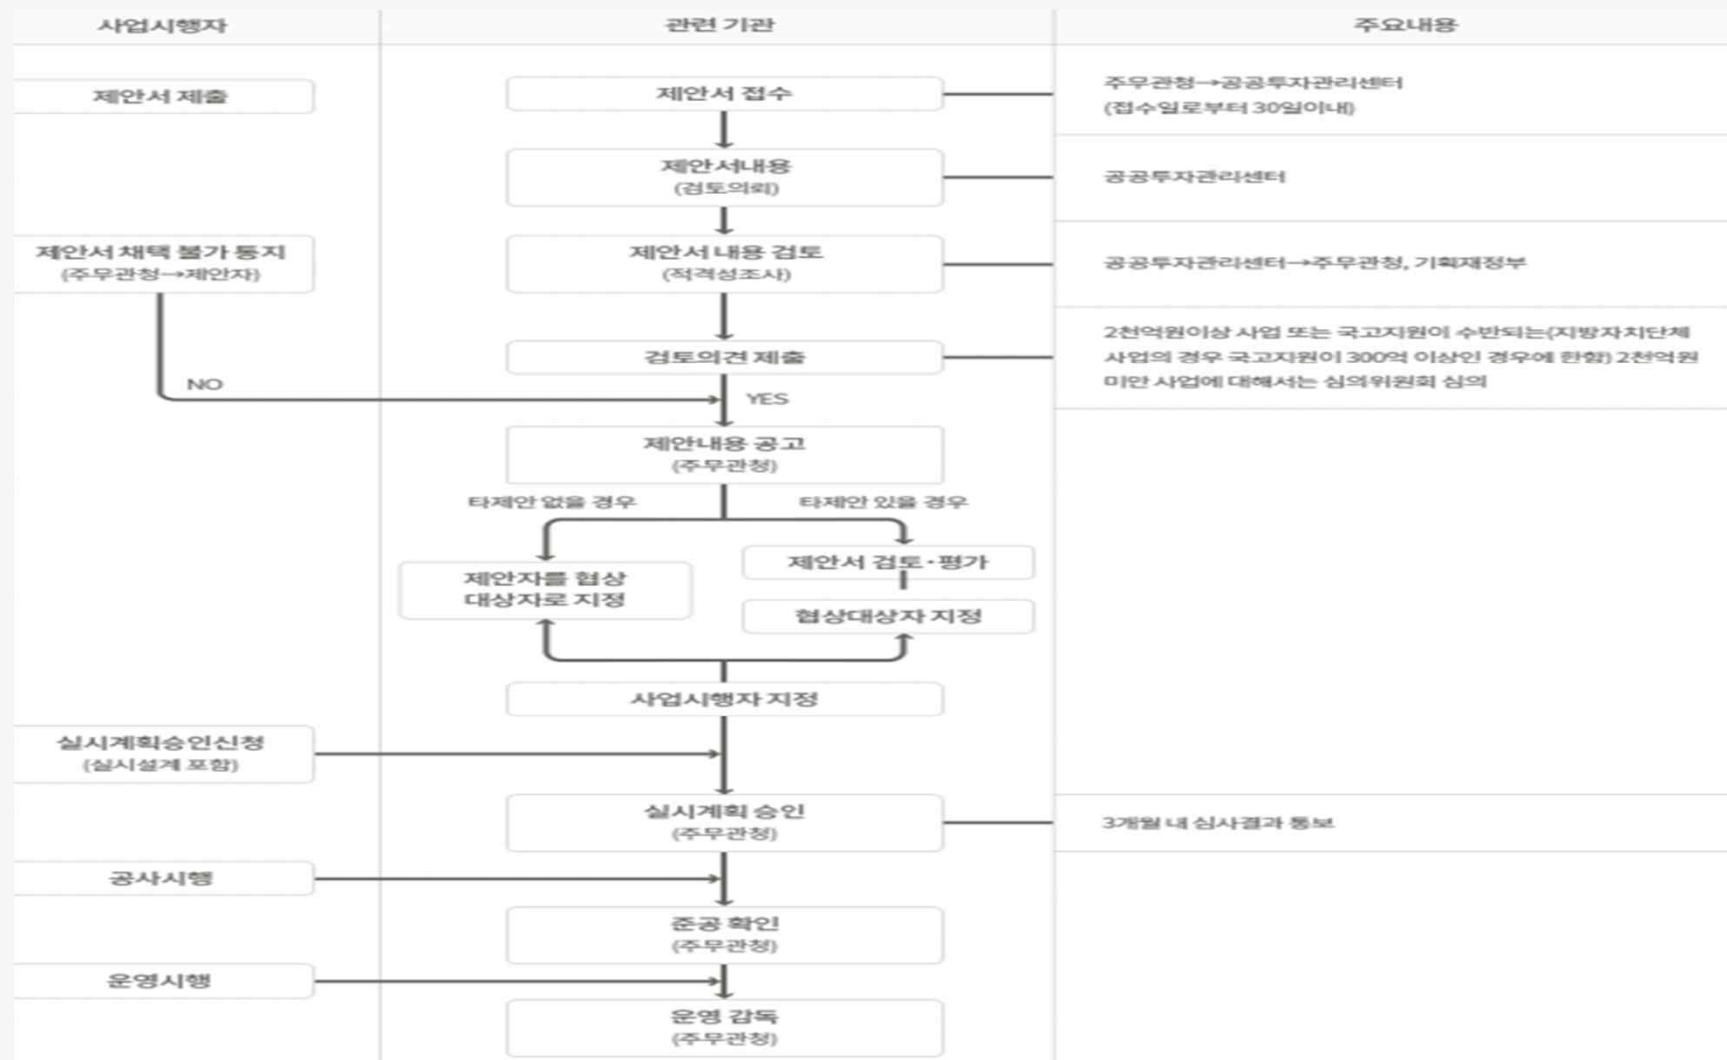 사업시행자
관련 기관
주요내용
제안서 제출
제안서 접수
주무관청→공공투자관리센터
(접수일로부터 30일이내)
제안서내용
(검토의뢰)
공공투자관리센터
제안서 채택 불가 통지
(주무관청→제안자)
제안서 내용 검토
(적격성조사)
공공투자관리센터→주무관청, 기획재정부
검토의견 제출
2천억원이상 사업 또는 국고지원이 수반되는(지방자치단체
사업의 경우 국고지원이 300억 이상인 경우에 한함) 2천억원
미만 사업에 대해서는 심의위원회 심의
NO
YES
제안내용 공고
(주무관청)
타제안 없을 경우
타제안 있을 경우
제안자를 협상
대상자로 지정
제안서 검토·평가
협상대상자 지정
사업시행자 지정
실시계획승인신청
(실시설계 포함)
실시계획 승인
(주무관청)
3개월 내 심사결과 통보
공사시행
준공 확인
(주무관청)
운영시행
운영 감독
(주무관청)